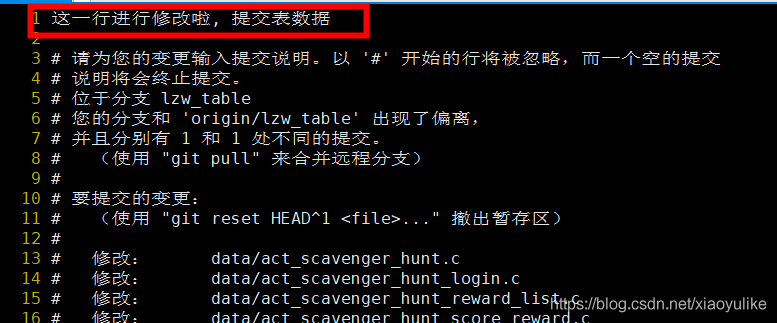 1 这一行进行修改啦, 提交表数据
2
3 # 请为您的变更输入提交说明。以 '#' 开始的行将被忽略，而一个空的提交
4 # 说明将会终止提交。
5 # 位于分支 lzw_table
6 # 您的分支和 'origin/lzw_table' 出现了偏离，
7 # 并且分别有 1 和 1 处不同的提交。
8 #   （使用 "git pull" 来合并远程分支）
9 #
10 # 要提交的变更：
11 #   （使用 "git reset HEAD^1 <file>..." 撤出暂存区）
12 #
13 #   修改：     data/act_scavenger_hunt.c
14 #   修改：     data/act_scavenger_hunt_login.c
15 #   修改：     data/act_scavenger_hunt_reward_list.c
16 #   修改：     data/act_scavenger_hunt_score_reward.c
https://blog.csdn.net/xiaoyulike